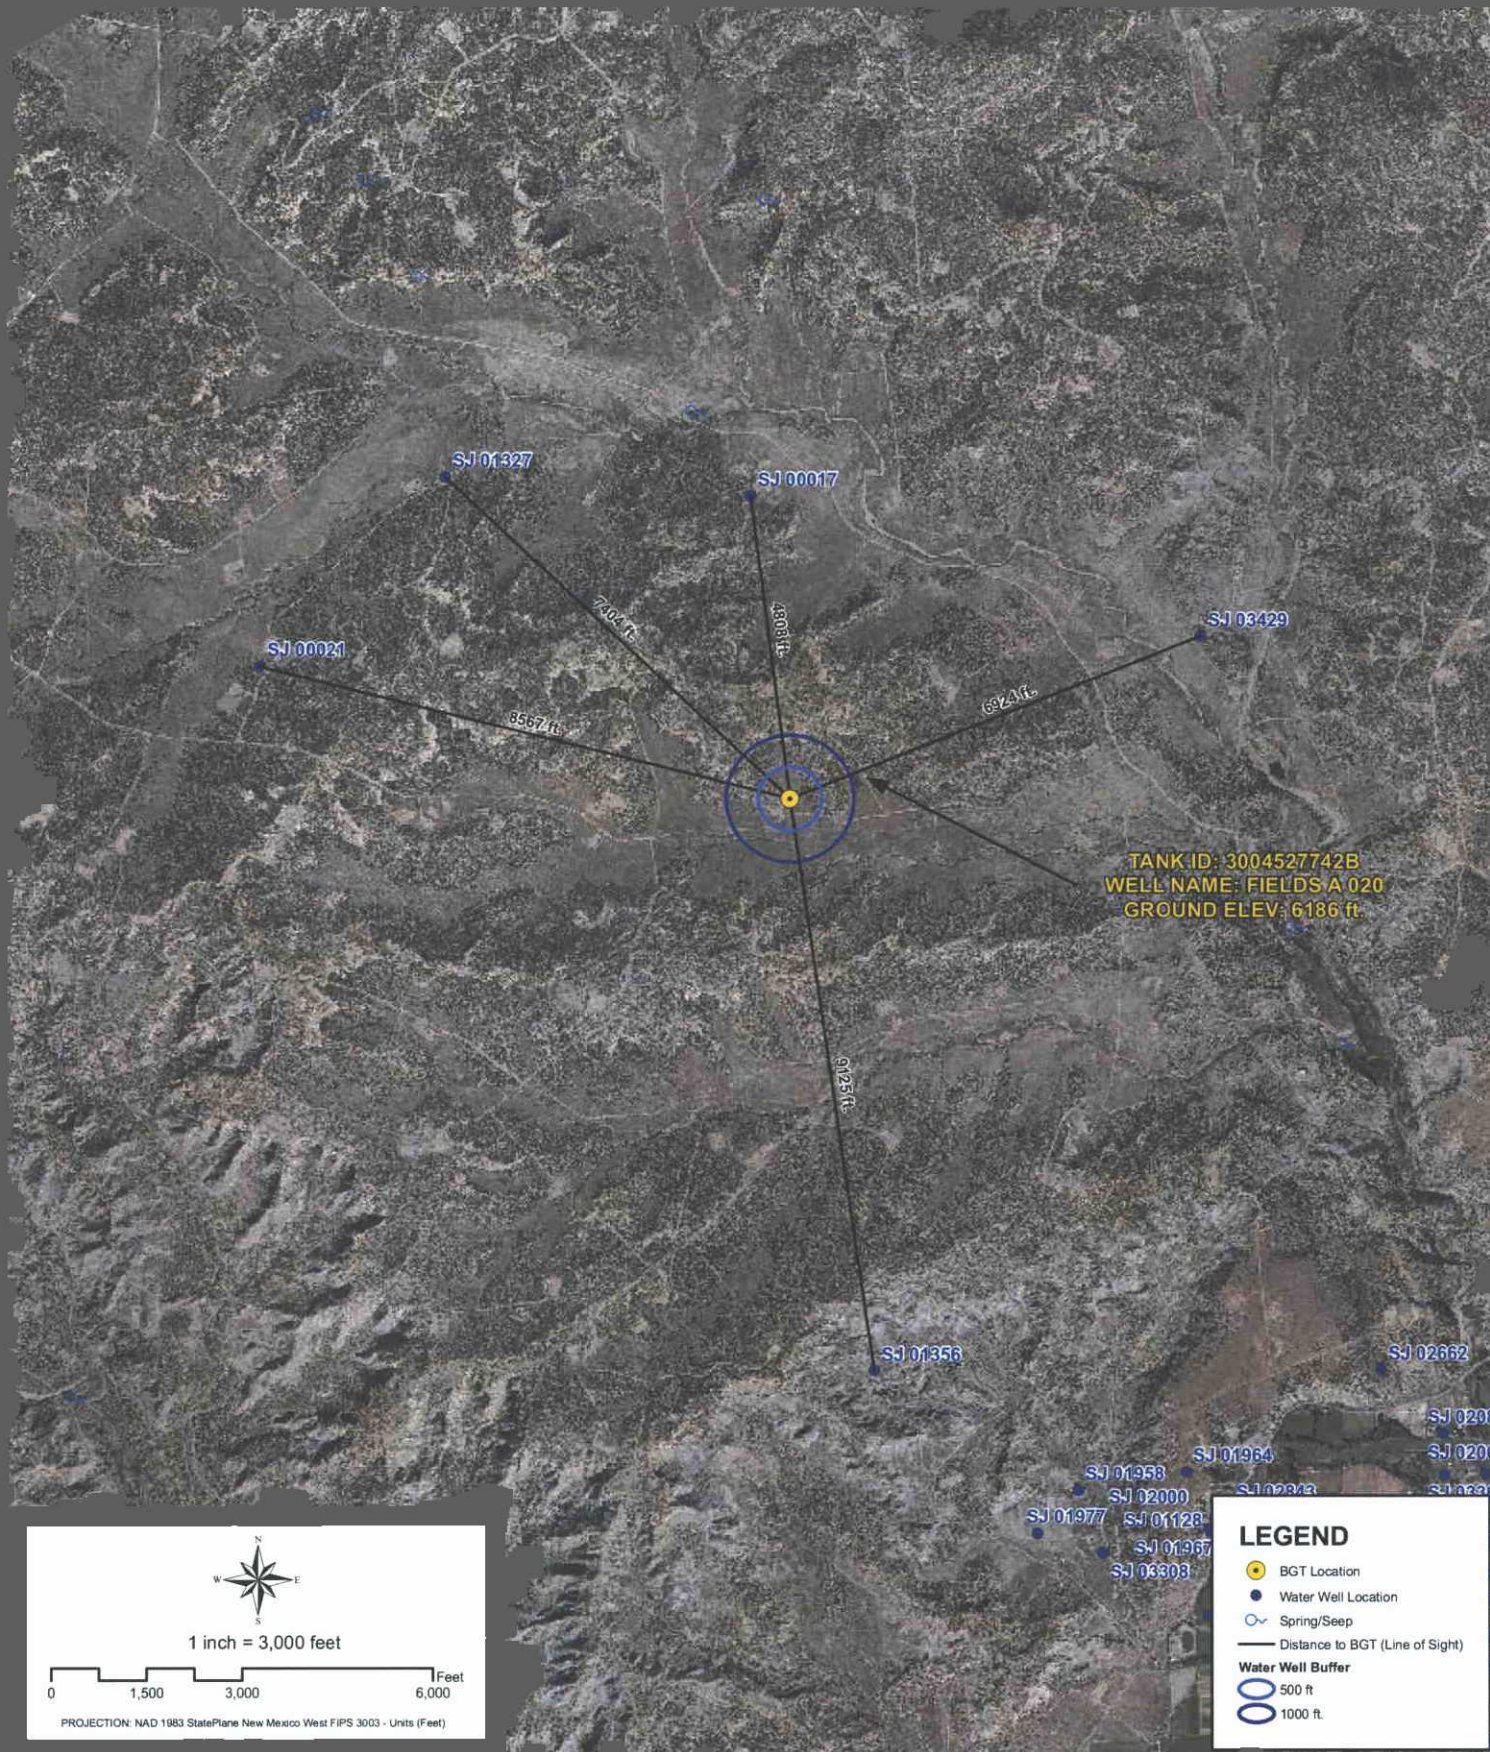 SJ 01327
SJ 00017
7404 ft.
4808 ft.
SJ 03429
SJ 00021
6924 ft.
8567 ft.
TANK ID: 3004527742B
WELL NAME: FIELDS A 020
GROUND ELEV: 6186 ft.
9125 ft.
SJ 01356
SJ 02662
SJ 01964
SJ 01958
SJ 02000
SJ 02843
SJ 01977
SJ 01128
SJ 01967
SJ 03308
N
W
E
S
1 inch = 3,000 feet
Feet
0 1,500 3,000 6,000
PROJECTION: NAD 1983 StatePlane New Mexico West FIPS 3003 - Units (Feet)
LEGEND
BGT Location
Water Well Location
Spring/Seep
Distance to BGT (Line of Sight)
Water Well Buffer
500 ft
1000 ft.